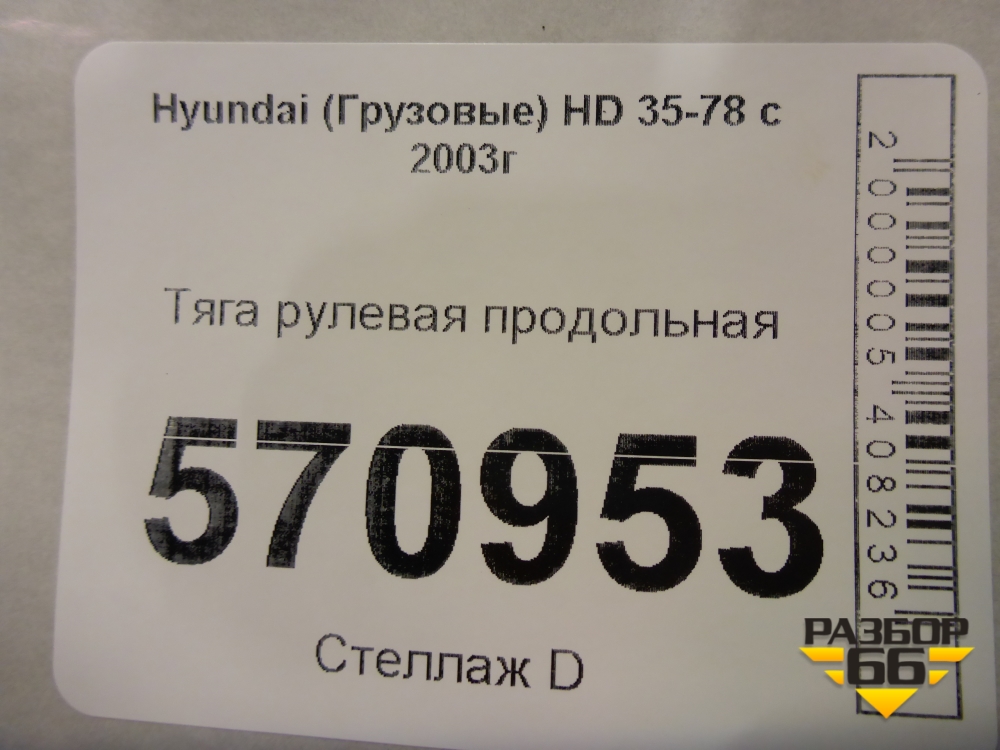 Hyundai (Грузовые) HD 35-78 с
2003г
Тяга рулевая продольная
570953
Стеллаж D
2000005408236
РАЗБОР
66